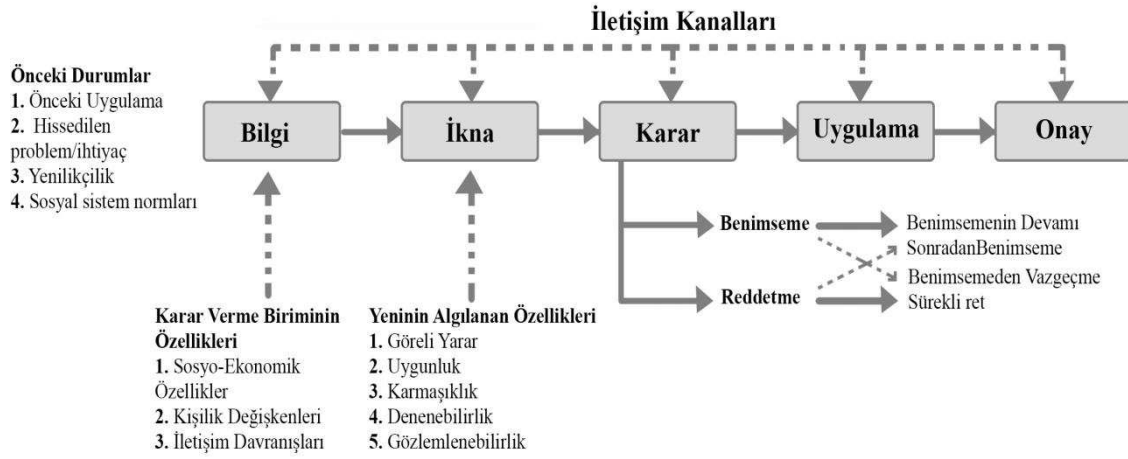 İletişim Kanalları
Önceki Durumlar
1. Önceki Uygulama
2. Hissedilen
problem/ihtiyaç
3. Yenilikçilik
4. Sosyal sistem normları
Bilgi
İkna
Karar
Uygulama
Onay
Benimseme
Reddetme
Benimsemenin Devamı
SonradanBenimseme
Benimsemeden Vazgeçme
Sürekli ret
Karar Verme Biriminin
Özellikleri
1. Sosyo-Ekonomik
Özellikler
2. Kişilik Değişkenleri
3. İletişim Davranışları
Yeninin Algılanan Özellikleri
1. Göreli Yarar
2. Uygunluk
3. Karmaşıklık
4. Denenebilirlik
5. Gözlemlenebilirlik